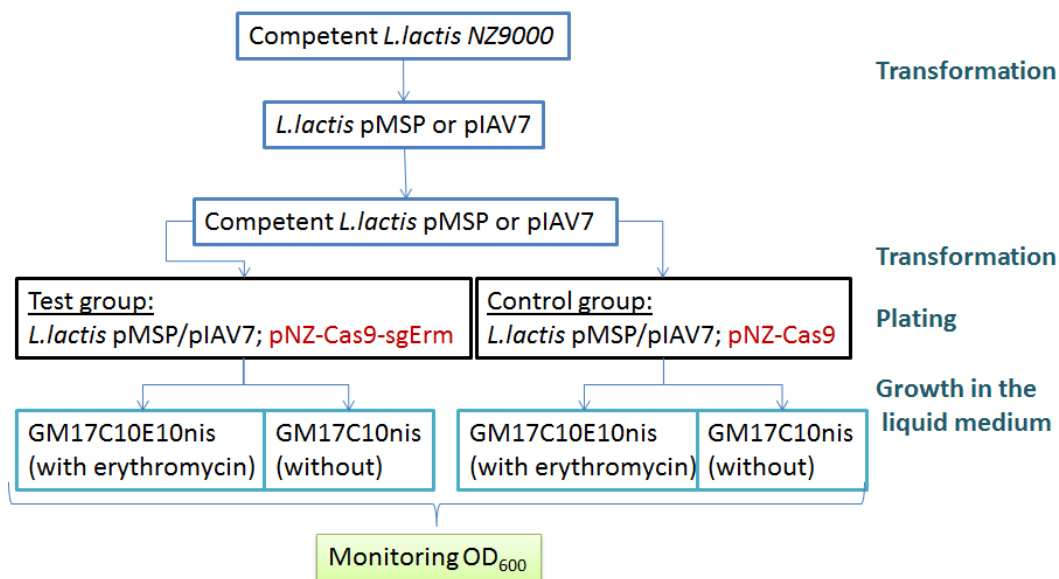 Competent L.lactis NZ9000
Transformation
L.lactis pMSP or pIAV7
Competent L.lactis pMSP or pIAV7
Transformation
Test group:
L.lactis pMSP/pIAV7; pNZ-Cas9-sgErm
Control group:
L.lactis pMSP/pIAV7; pNZ-Cas9
Plating
Growth in the
liquid medium
GM17C10E10nis
(with erythromycin)
GM17C10nis
(without)
GM17C10E10nis
(with erythromycin)
GM17C10nis
(without)
Monitoring OD600